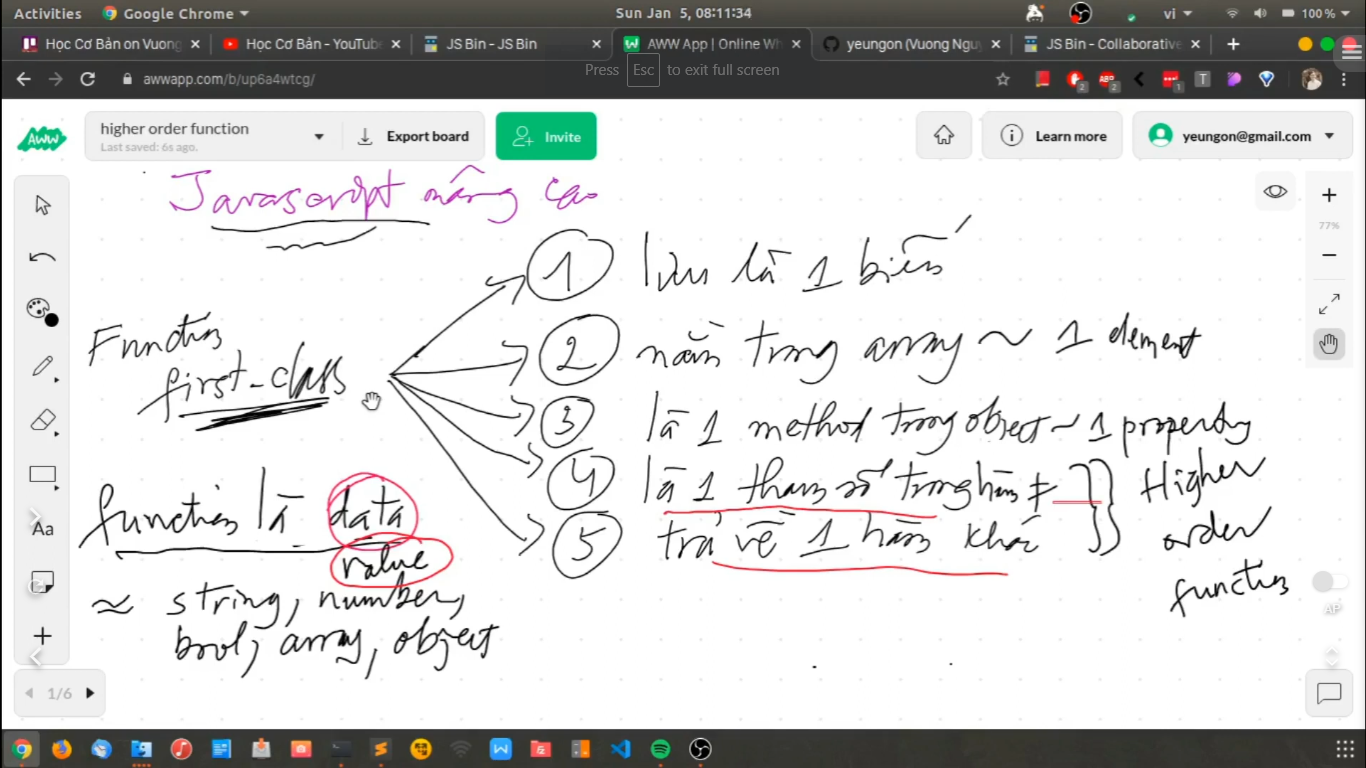 Activities
Google Chrome
Sun Jan 5, 08:11:34
vi
100 %
Học Cơ Bản on Vuong
Học Cơ Bản - YouTube
JS Bin - JS Bin
AWW App | Online Wh
yeungon (Vuong Ngu
JS Bin - Collaborative
Press Esc to exit full screen
awwapp.com/b/up6a4wtcg/
AWW
higher order function
Last saved: 6s ago.
Export board
Invite
Learn more
yeungon@gmail.com
77%
Javascript nâng cao
1 lưu là 1 biến
Function
first-class
2 nằm trong array ~ 1 element
3 là 1 method trong object ~ 1 property
4 là 1 tham số trong hàm ≠
5 trả về 1 hàm khác
Higher
order
function
function là data
value
≈ string, number,
bool, array, object
Aa
AP
1/6